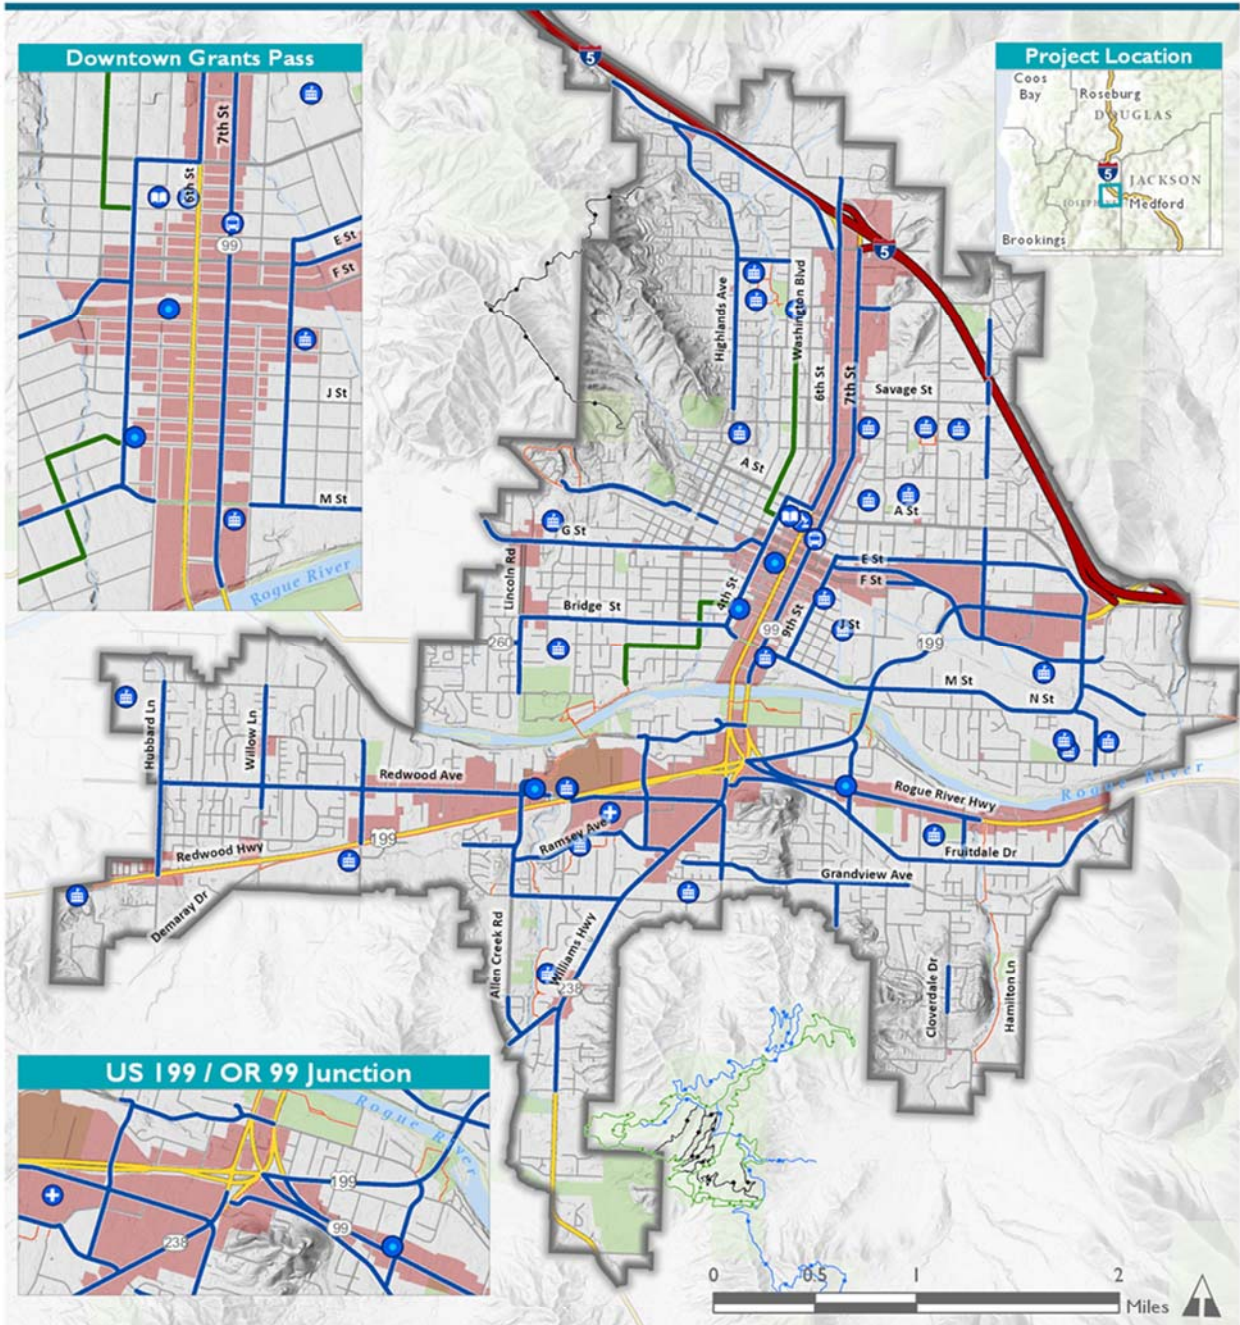 Downtown Grants Pass
7th St
6th St
99
E St
F St
J St
M St
Rogue River
5
Project Location
Coos
Bay
Roseburg
DOUGLAS
5
JACKSON
Medford
Brookings
5
Highlands Ave
Washington Blvd
6th St
7th St
Savage St
A St
A St
G St
E St
F St
Lincoln Rd
Bridge St
4th St
9th St
J St
99
199
260
M St
N St
Hubbard Ln
Willow Ln
Redwood Ave
Rogue River
Rogue River Hwy
199
Ramsey Ave
Redwood Hwy
Fruitdale Dr
Grandview Ave
Demaray Dr
Allen Creek Rd
Williams Hwy
238
Cloverdale Dr
Hamilton Ln
US 199 / OR 99 Junction
Rogue River
199
99
238
0 0.5 1 2
Miles